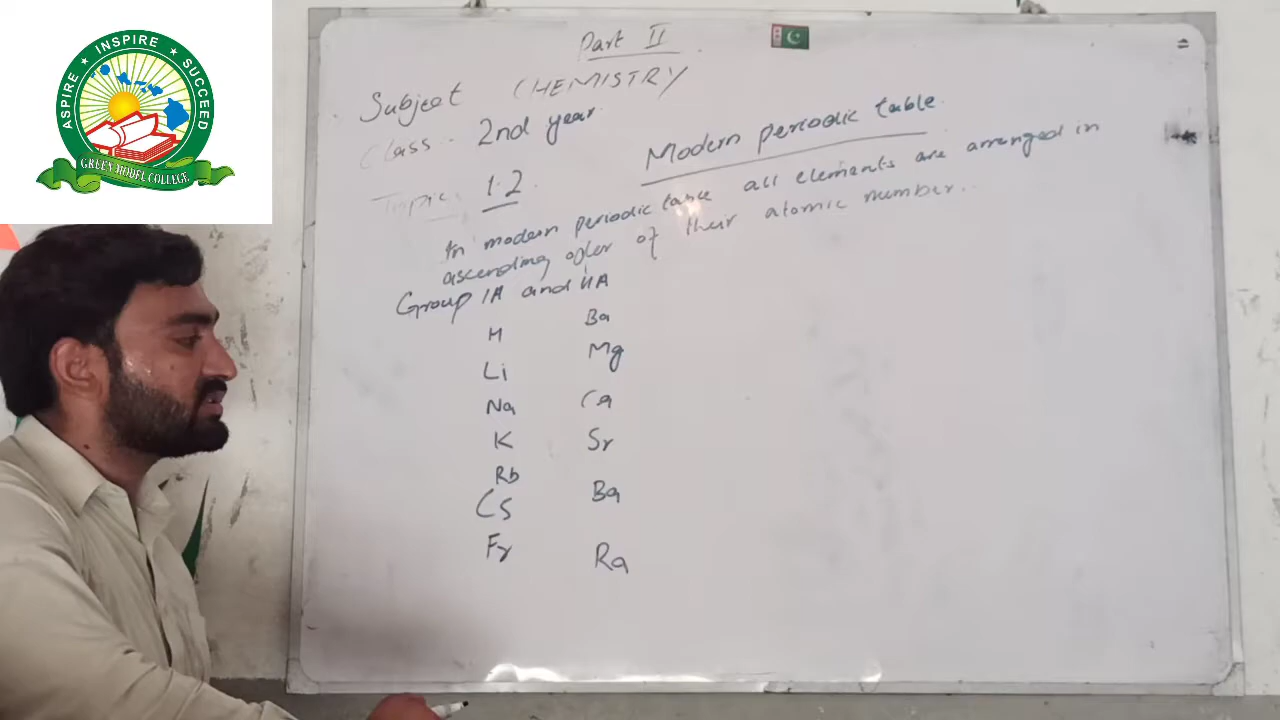 ASPIRE ★ INSPIRE ★ SUCCEED
GREEN MODEL COLLEGE
Part II
Subject CHEMISTRY
Class :- 2nd year
Topic: 1.2
Modern periodic table
In modern periodic table all elements are arranged in
ascending order of their atomic number.
Group IA and IIA
H Ba
Li Mg
Na Ca
K Sr
Rb Ba
Cs Ra
Fr